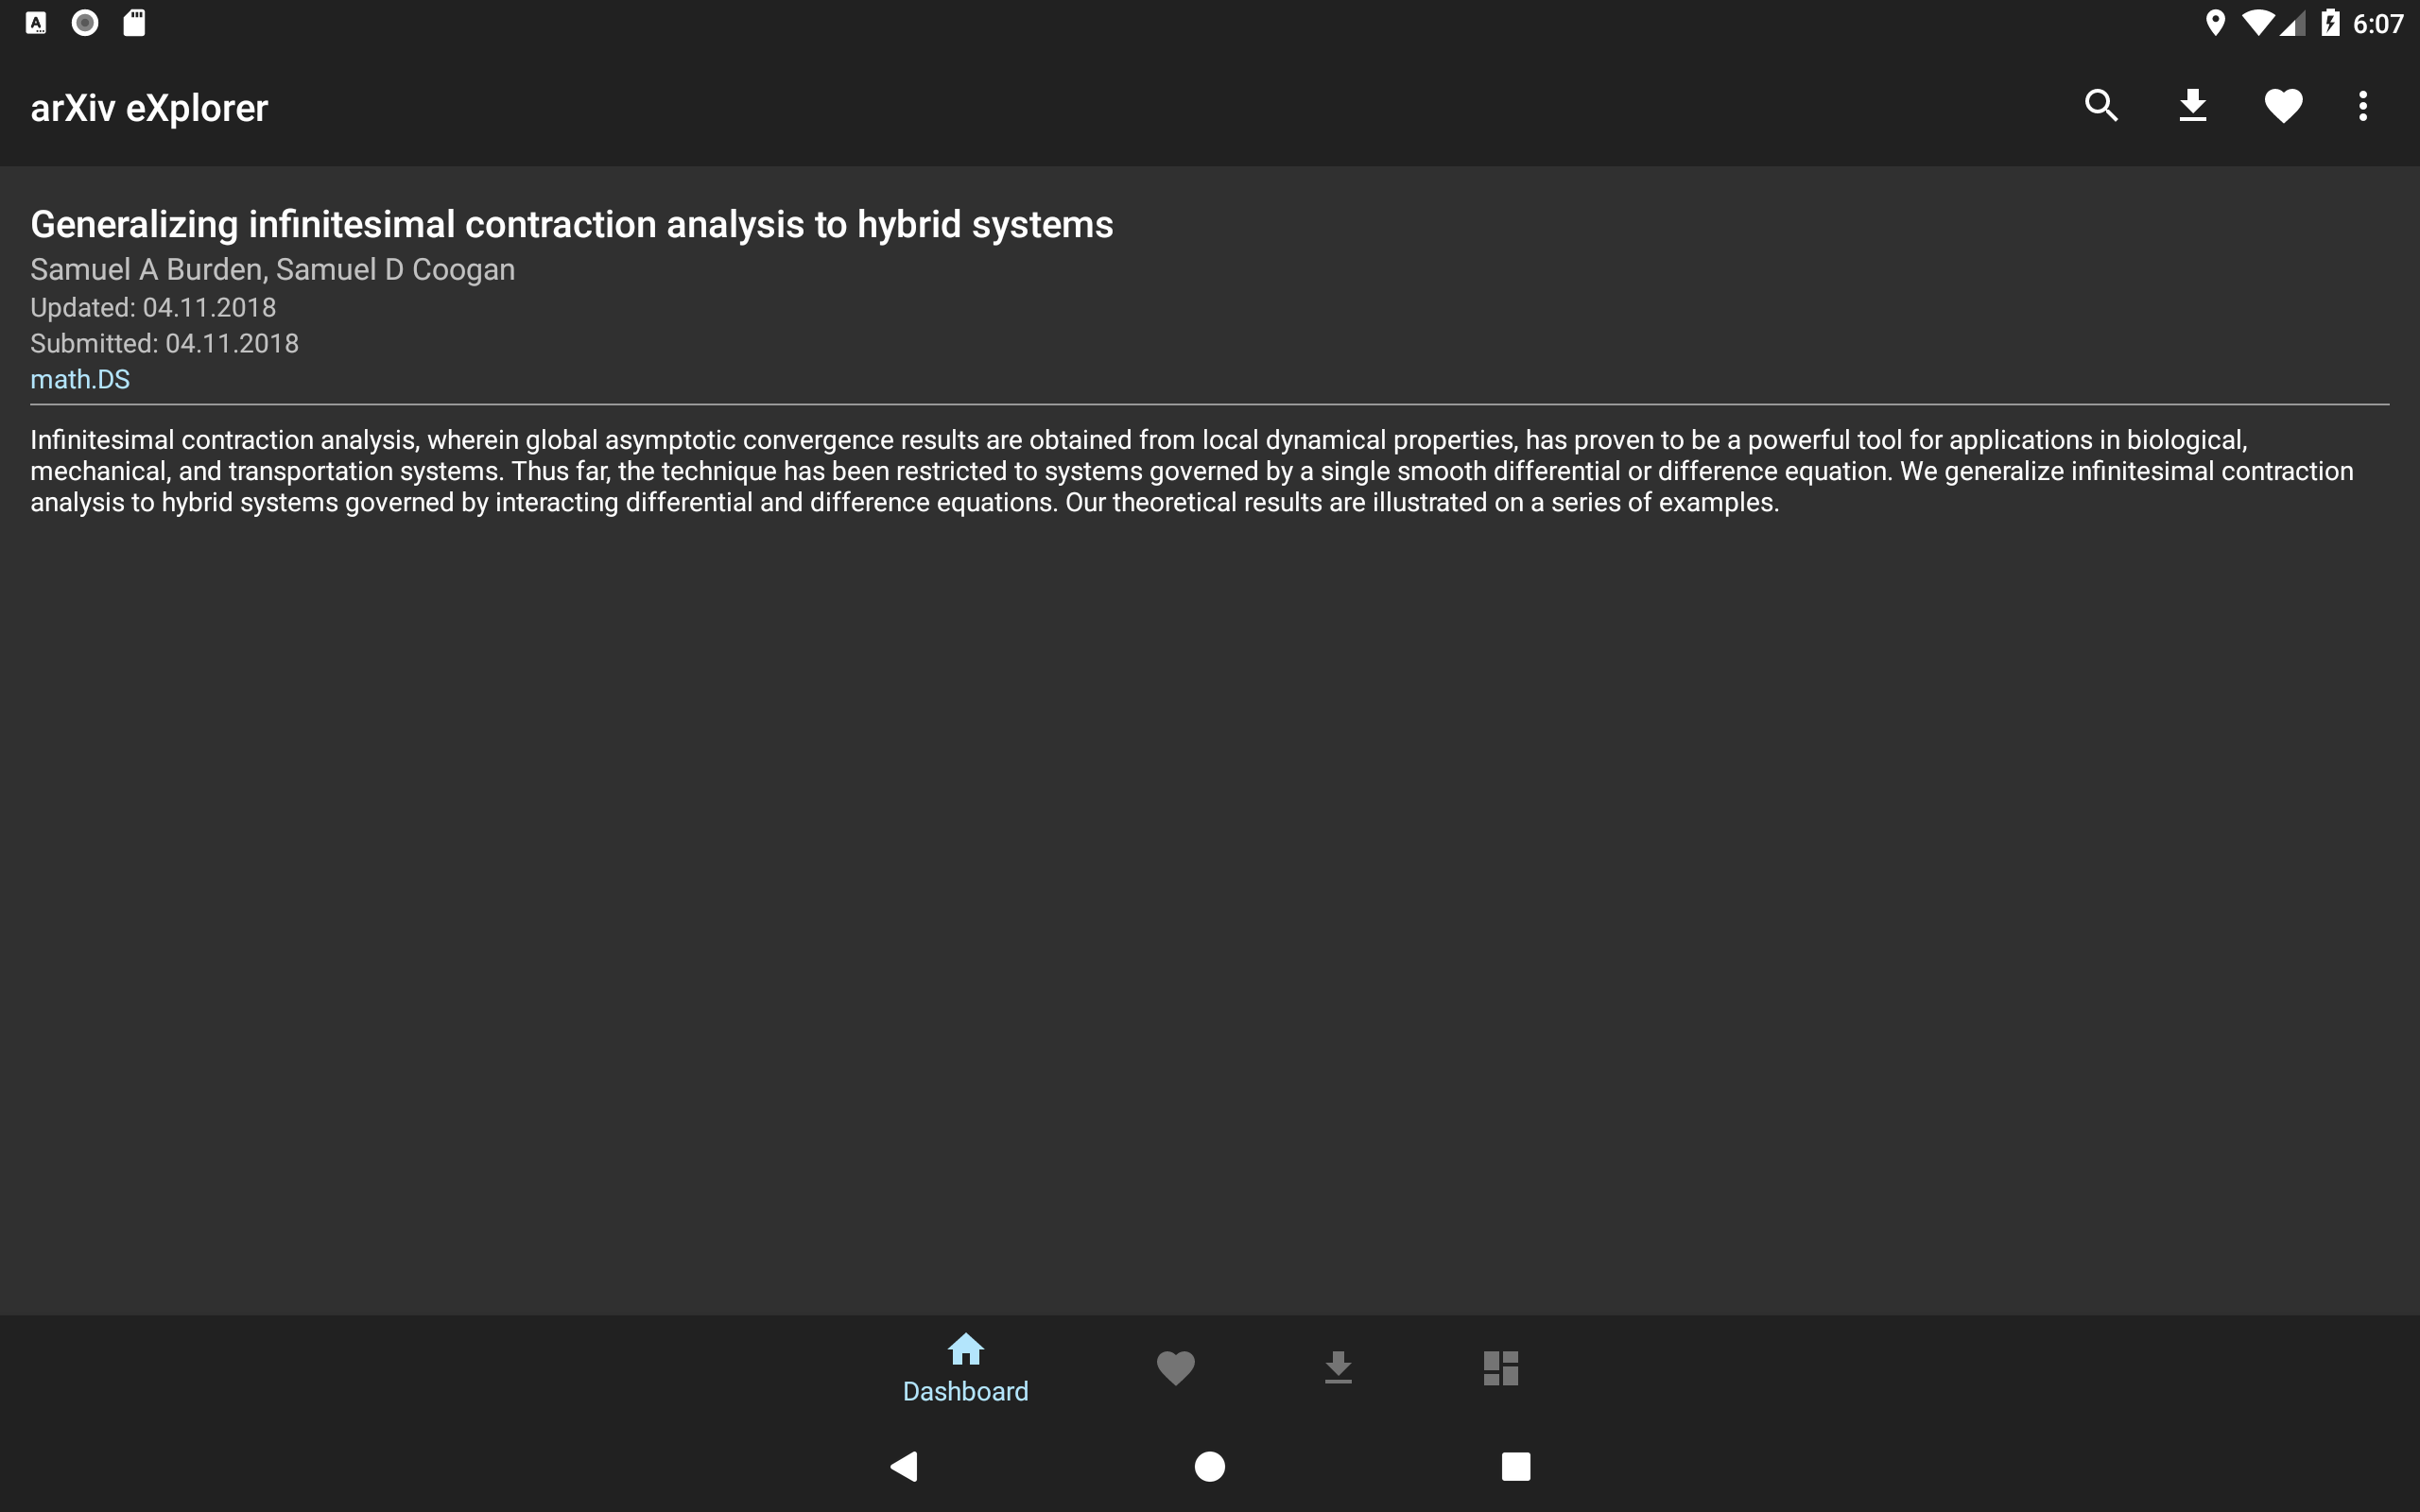 6:07
arXiv eXplorer
Generalizing infinitesimal contraction analysis to hybrid systems
Samuel A Burden, Samuel D Coogan
Updated: 04.11.2018
Submitted: 04.11.2018
math.DS
Infinitesimal contraction analysis, wherein global asymptotic convergence results are obtained from local dynamical properties, has proven to be a powerful tool for applications in biological,
mechanical, and transportation systems. Thus far, the technique has been restricted to systems governed by a single smooth differential or difference equation. We generalize infinitesimal contraction
analysis to hybrid systems governed by interacting differential and difference equations. Our theoretical results are illustrated on a series of examples.
Dashboard